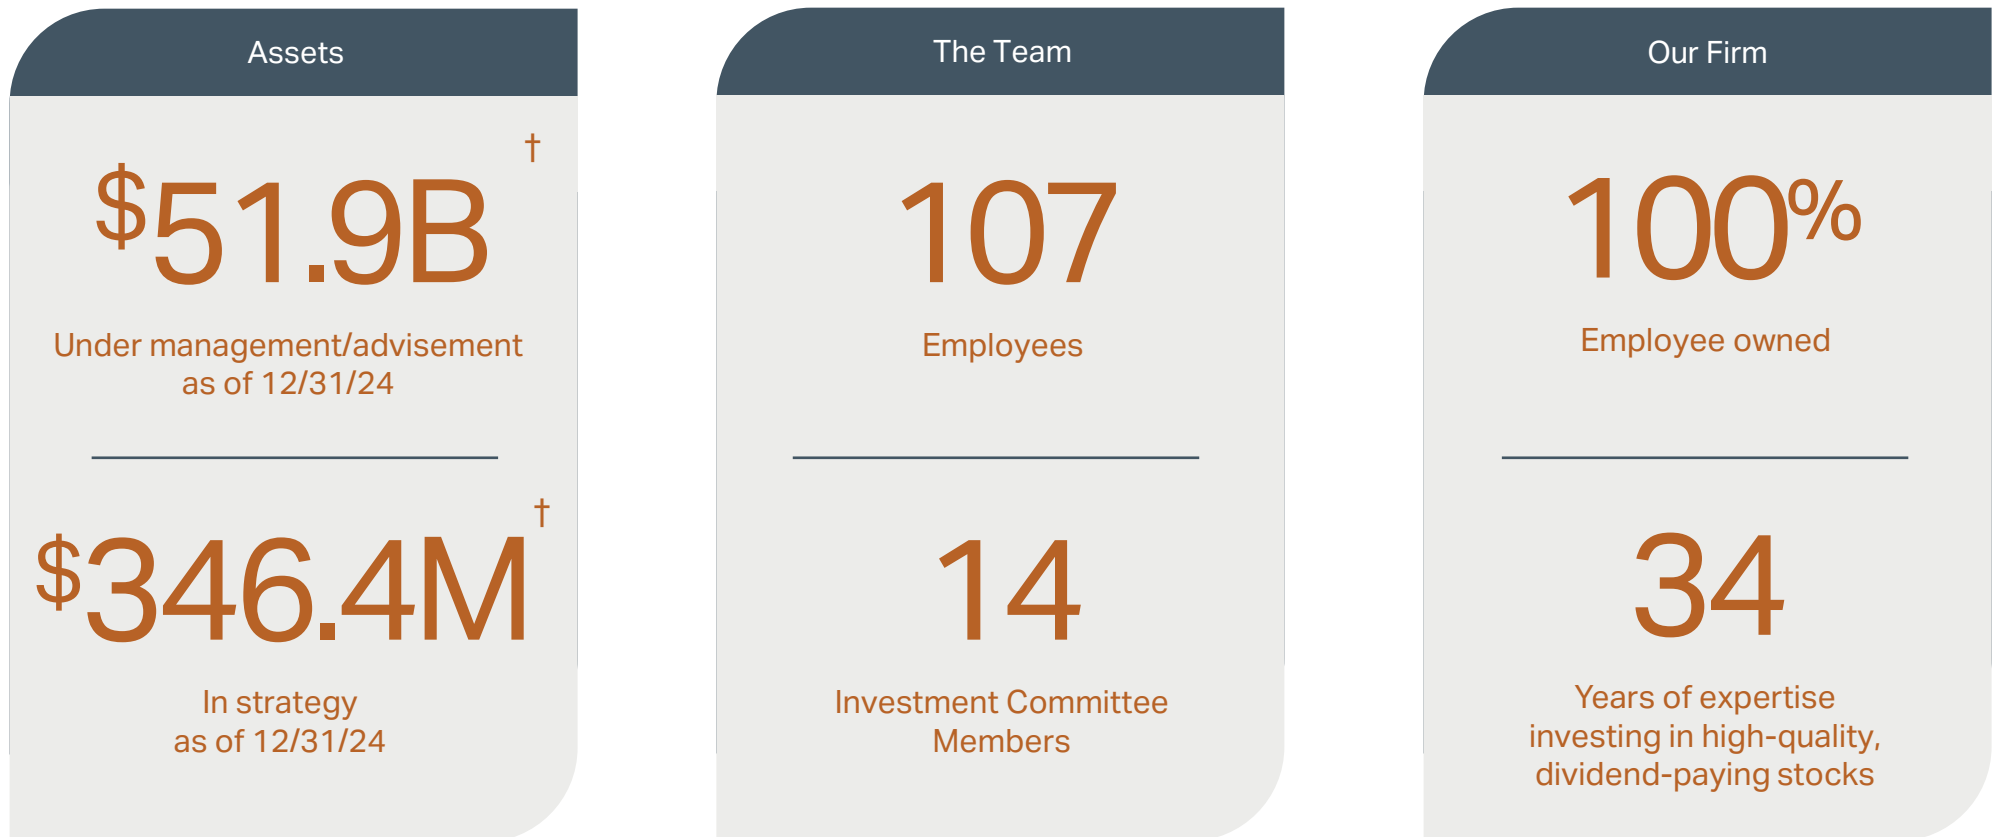 Assets
$51.9B†
Under management/advisement
as of 12/31/24
$346.4M†
In strategy
as of 12/31/24
The Team
107
Employees
14
Investment Committee
Members
Our Firm
100%
Employee owned
34
Years of expertise
investing in high-quality,
dividend-paying stocks